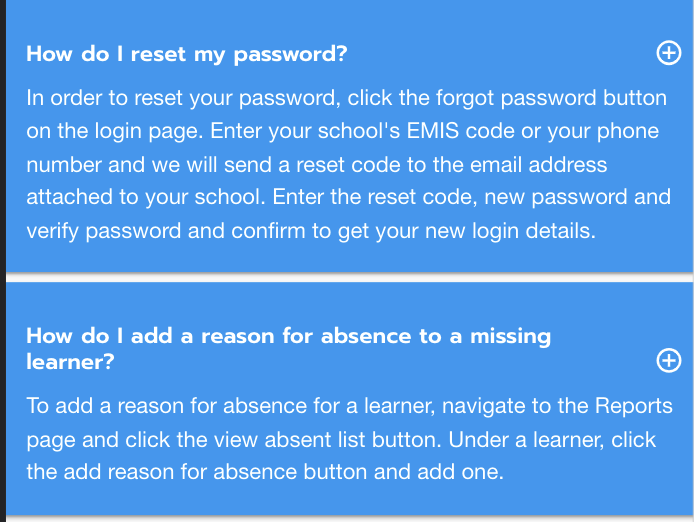 How do I reset my password?
In order to reset your password, click the forgot password button
on the login page. Enter your school's EMIS code or your phone
number and we will send a reset code to the email address
attached to your school. Enter the reset code, new password and
verify password and confirm to get your new login details.
How do I add a reason for absence to a missing
learner?
To add a reason for absence for a learner, navigate to the Reports
page and click the view absent list button. Under a learner, click
the add reason for absence button and add one.